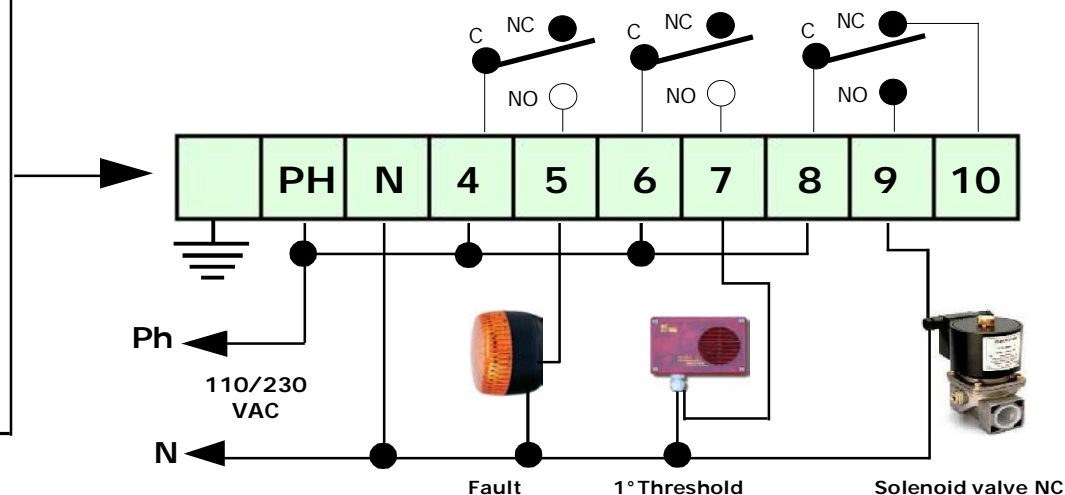 C NC C NC C NC
NO NO NO
PH N 4 5 6 7 8 9 10
Ph
110/230
VAC
N
Fault 1°Threshold Solenoid valve NC